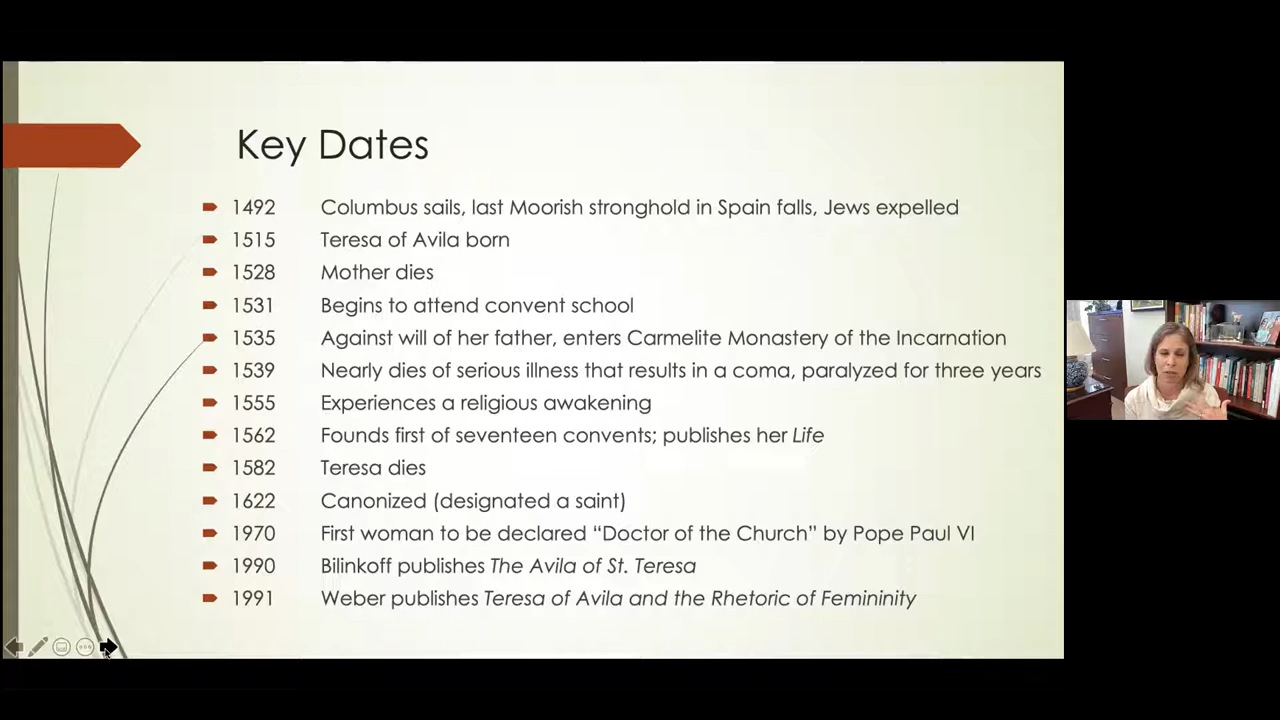 Key Dates
1492 Columbus sails, last Moorish stronghold in Spain falls, Jews expelled
1515 Teresa of Avila born
1528 Mother dies
1531 Begins to attend convent school
1535 Against will of her father, enters Carmelite Monastery of the Incarnation
1539 Nearly dies of serious illness that results in a coma, paralyzed for three years
1555 Experiences a religious awakening
1562 Founds first of seventeen convents; publishes her Life
1582 Teresa dies
1622 Canonized (designated a saint)
1970 First woman to be declared “Doctor of the Church” by Pope Paul VI
1990 Bilinkoff publishes The Avila of St. Teresa
1991 Weber publishes Teresa of Avila and the Rhetoric of Femininity